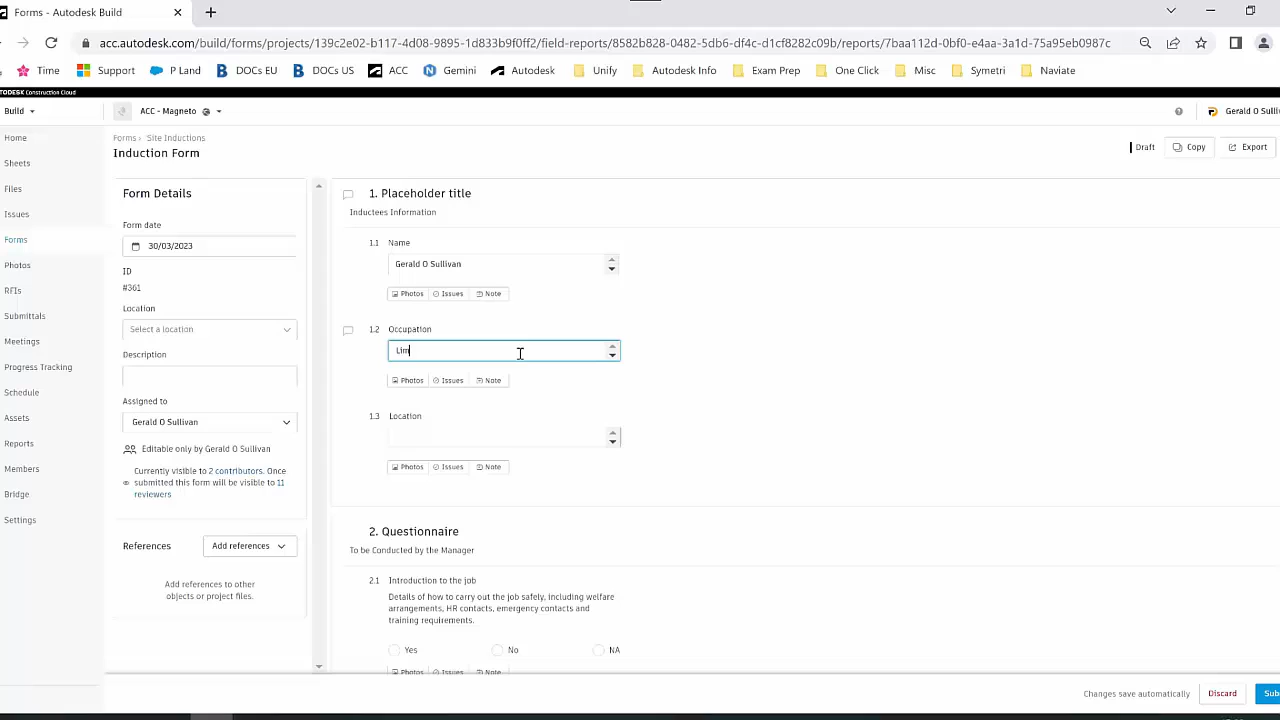 Forms - Autodesk Build
acc.autodesk.com/build/forms/projects/139c2e02-b117-4d08-9895-1d833b9f0ff2/field-reports/8582b828-0482-5db6-df4c-d1cf8282c09b/reports/7baa112d-0bf0-e4aa-3a1d-75a95eb0987c
Time Support P Land DOCs EU DOCs US ACC Gemini Autodesk Unify Autodesk Info Exam Prep One Click Misc Symetri Naviate
AUTODESK Construction Cloud
Build ACC - Magneto Gerald O Sulli
Home
Sheets
Files
Issues
Forms
Photos
RFIs
Submittals
Meetings
Progress Tracking
Schedule
Assets
Reports
Members
Bridge
Settings
Forms › Site Inductions
Induction Form
Draft Copy Export
Form Details
Form date
30/03/2023
ID
#361
Location
Select a location
Description
Assigned to
Gerald O Sullivan
Editable only by Gerald O Sullivan
Currently visible to 2 contributors. Once
submitted this form will be visible to 11
reviewers
References Add references
Add references to other
objects or project files.
1. Placeholder title
Inductees Information
1.1 Name
Gerald O Sullivan
Photos Issues Note
1.2 Occupation
Lim
Photos Issues Note
1.3 Location
Photos Issues Note
2. Questionnaire
To be Conducted by the Manager
2.1 Introduction to the job
Details of how to carry out the job safely, including welfare
arrangements, HR contacts, emergency contacts and
training requirements.
Yes No NA
Photos Issues Note
Changes save automatically Discard Sub